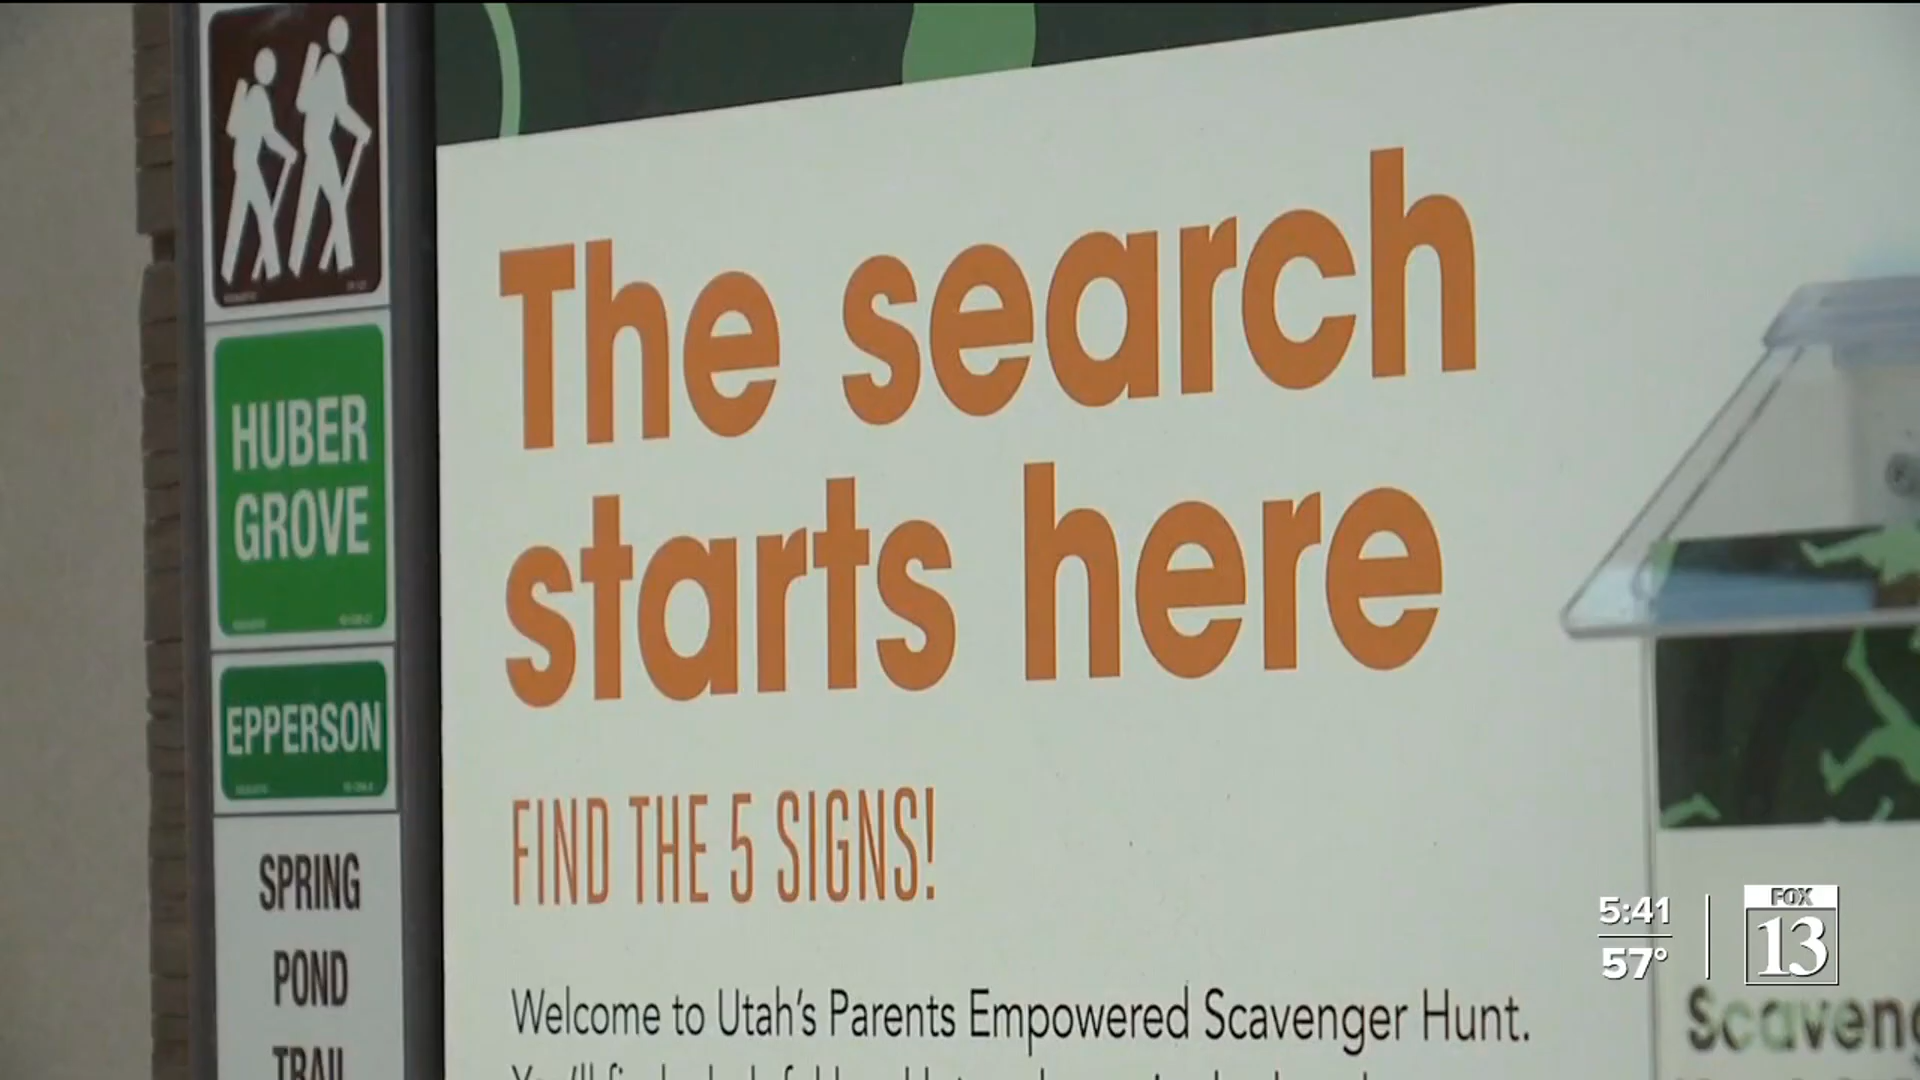 HUBER
GROVE
EPPERSON
SPRING
POND
TRAIL
The search
starts here
FIND THE 5 SIGNS!
Welcome to Utah's Parents Empowered Scavenger Hunt.
5:41
57°
FOX
13